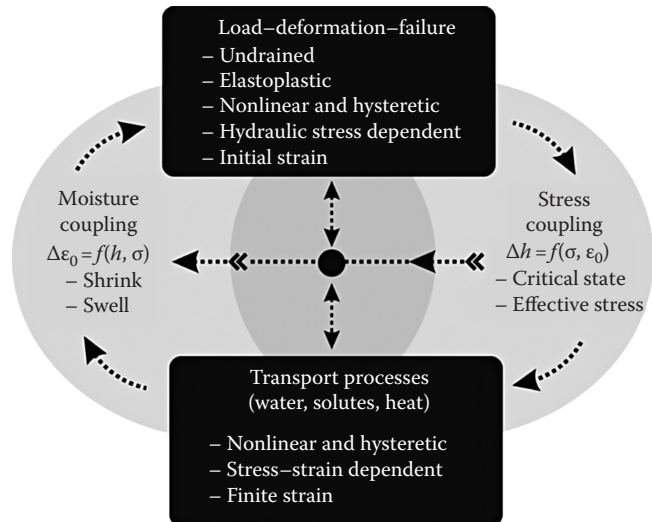 Load–deformation–failure
– Undrained
– Elastoplastic
– Nonlinear and hysteretic
– Hydraulic stress dependent
– Initial strain
Moisture
coupling
Δε₀ = f(h, σ)
– Shrink
– Swell
Stress
coupling
Δh = f(σ, ε₀)
– Critical state
– Effective stress
Transport processes
(water, solutes, heat)
– Nonlinear and hysteretic
– Stress–strain dependent
– Finite strain